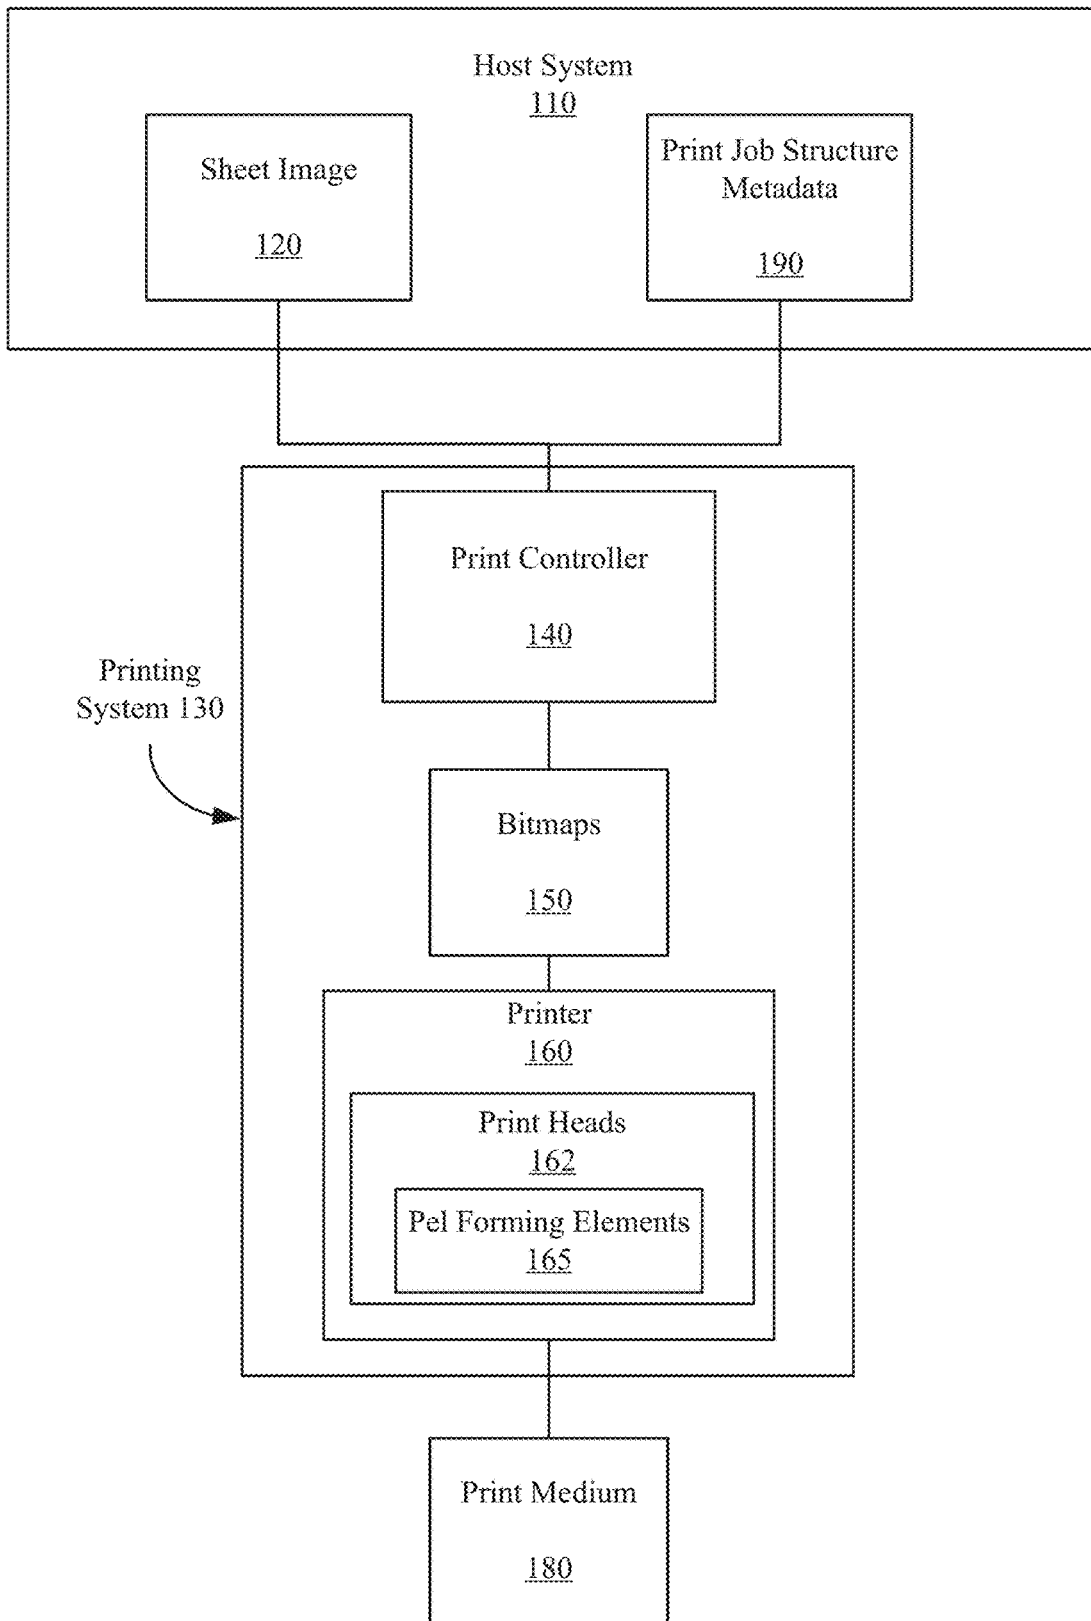 Host System
110
Sheet Image
120
Print Job Structure
Metadata
190
Print Controller
140
Printing
System 130
Bitmaps
150
Printer
160
Print Heads
162
Pel Forming Elements
165
Print Medium
180